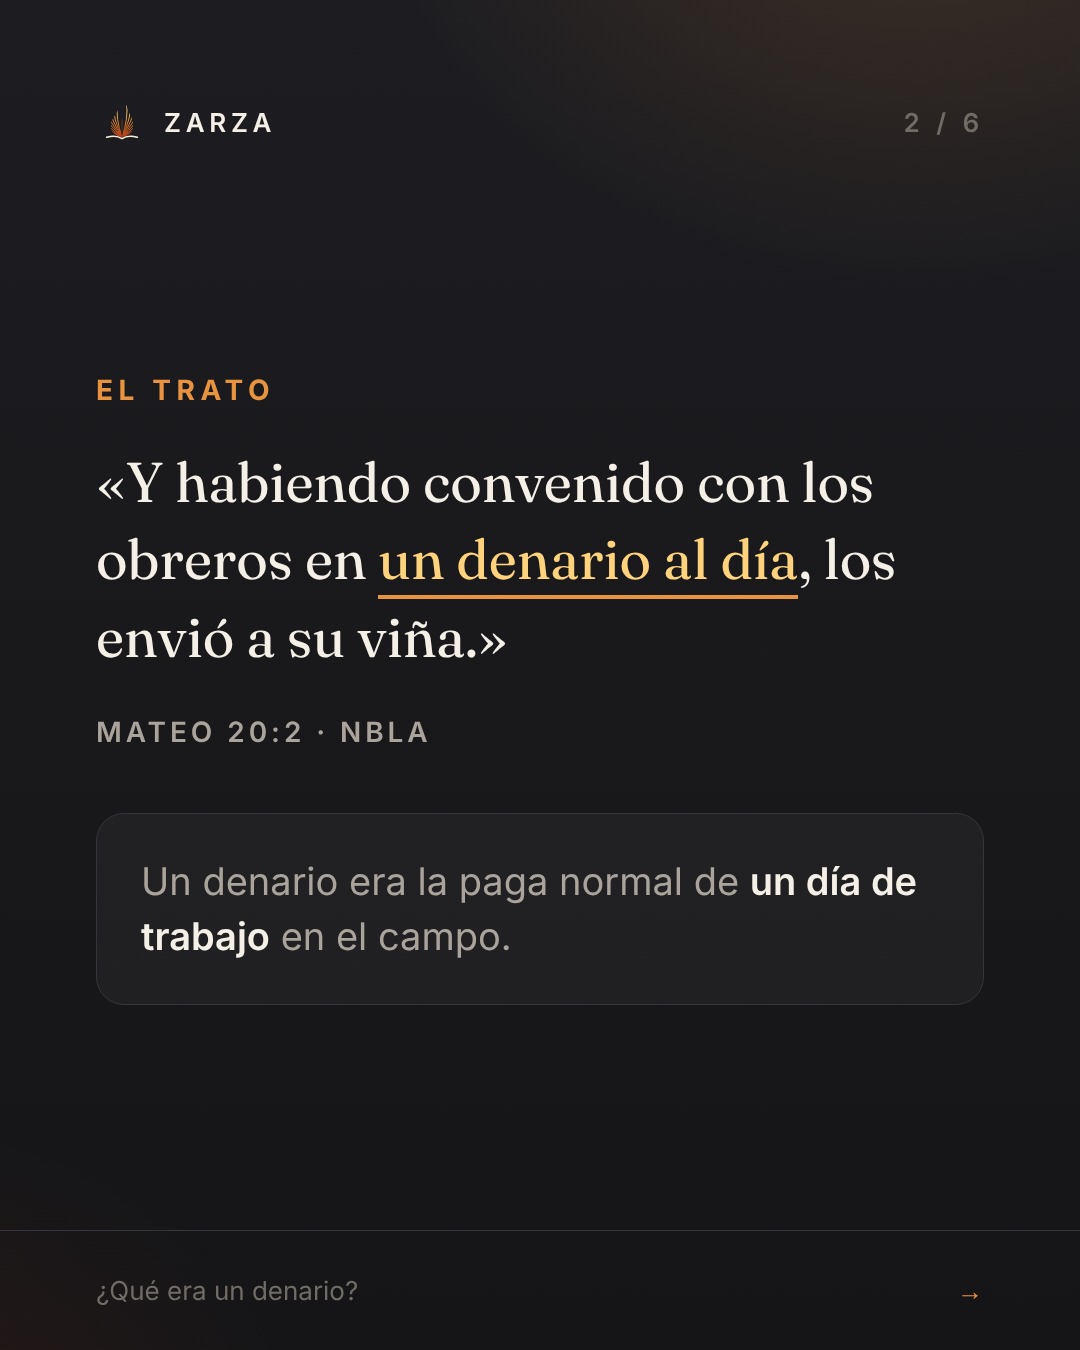 ZARZA
2 / 6
EL TRATO
«Y habiendo convenido con los
obreros en un denario al día, los
envió a su viña.»
MATEO 20:2 · NBLA
Un denario era la paga normal de un día de
trabajo en el campo.
¿Qué era un denario?
→